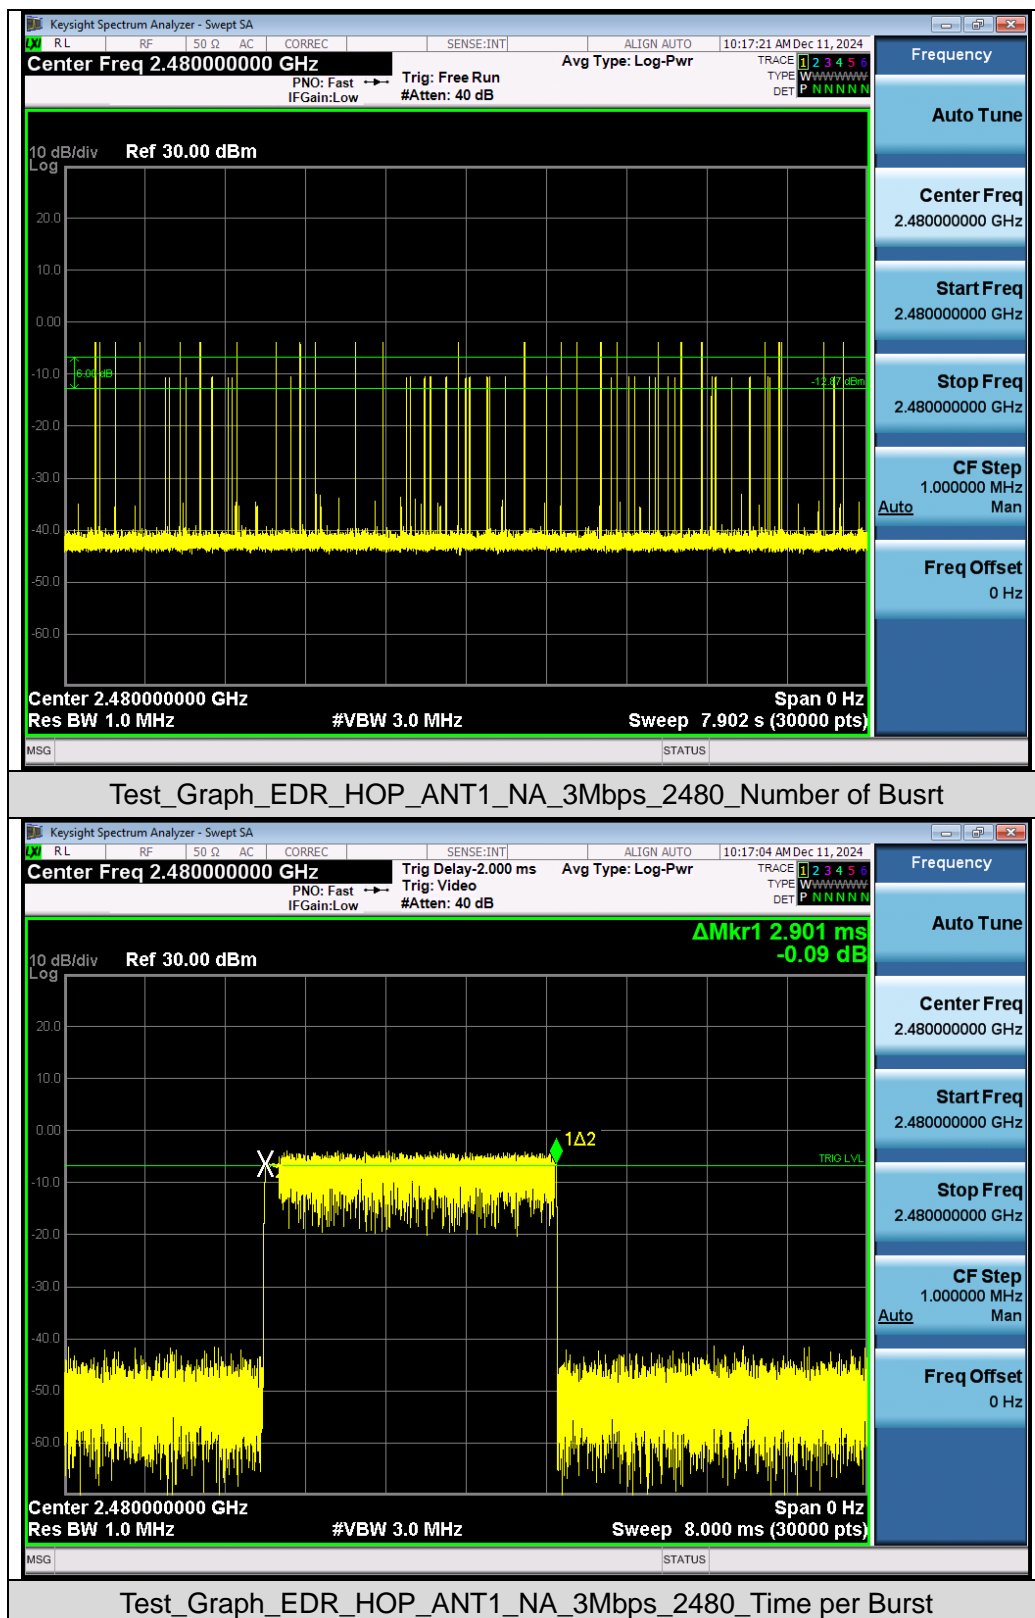 Keysight Spectrum Analyzer - Swept SA
LXI RL RF 50 Ω AC CORREC SENSE:INT ALIGN AUTO 10:17:21 AM Dec 11, 2024
Center Freq 2.480000000 GHz
PNO: Fast
IFGain:Low
Trig: Free Run
#Atten: 40 dB
Avg Type: Log-Pwr
TRACE 1 2 3 4 5 6
TYPE WWWWWW
DET P N N N N N
10 dB/div
Log
Ref 30.00 dBm
20.0
10.0
0.00
-10.0
6.00 dB
-12.87 dBm
-20.0
-30.0
-40.0
-50.0
-60.0
Center 2.480000000 GHz
Span 0 Hz
Res BW 1.0 MHz
#VBW 3.0 MHz
Sweep 7.902 s (30000 pts)
MSG
STATUS
Frequency
Auto Tune
Center Freq
2.480000000 GHz
Start Freq
2.480000000 GHz
Stop Freq
2.480000000 GHz
CF Step
1.000000 MHz
Auto Man
Freq Offset
0 Hz
Test_Graph_EDR_HOP_ANT1_NA_3Mbps_2480_Number of Busrt
Keysight Spectrum Analyzer - Swept SA
LXI RL RF 50 Ω AC CORREC SENSE:INT ALIGN AUTO 10:17:04 AM Dec 11, 2024
Center Freq 2.480000000 GHz
PNO: Fast
IFGain:Low
Trig Delay-2.000 ms
Trig: Video
#Atten: 40 dB
Avg Type: Log-Pwr
TRACE 1 2 3 4 5 6
TYPE WWWWWW
DET P N N N N N
ΔMkr1 2.901 ms
-0.09 dB
10 dB/div
Log
Ref 30.00 dBm
20.0
10.0
0.00
1Δ2
TRIG LVL
-10.0
-20.0
-30.0
-40.0
-50.0
-60.0
Center 2.480000000 GHz
Span 0 Hz
Res BW 1.0 MHz
#VBW 3.0 MHz
Sweep 8.000 ms (30000 pts)
MSG
STATUS
Frequency
Auto Tune
Center Freq
2.480000000 GHz
Start Freq
2.480000000 GHz
Stop Freq
2.480000000 GHz
CF Step
1.000000 MHz
Auto Man
Freq Offset
0 Hz
Test_Graph_EDR_HOP_ANT1_NA_3Mbps_2480_Time per Burst